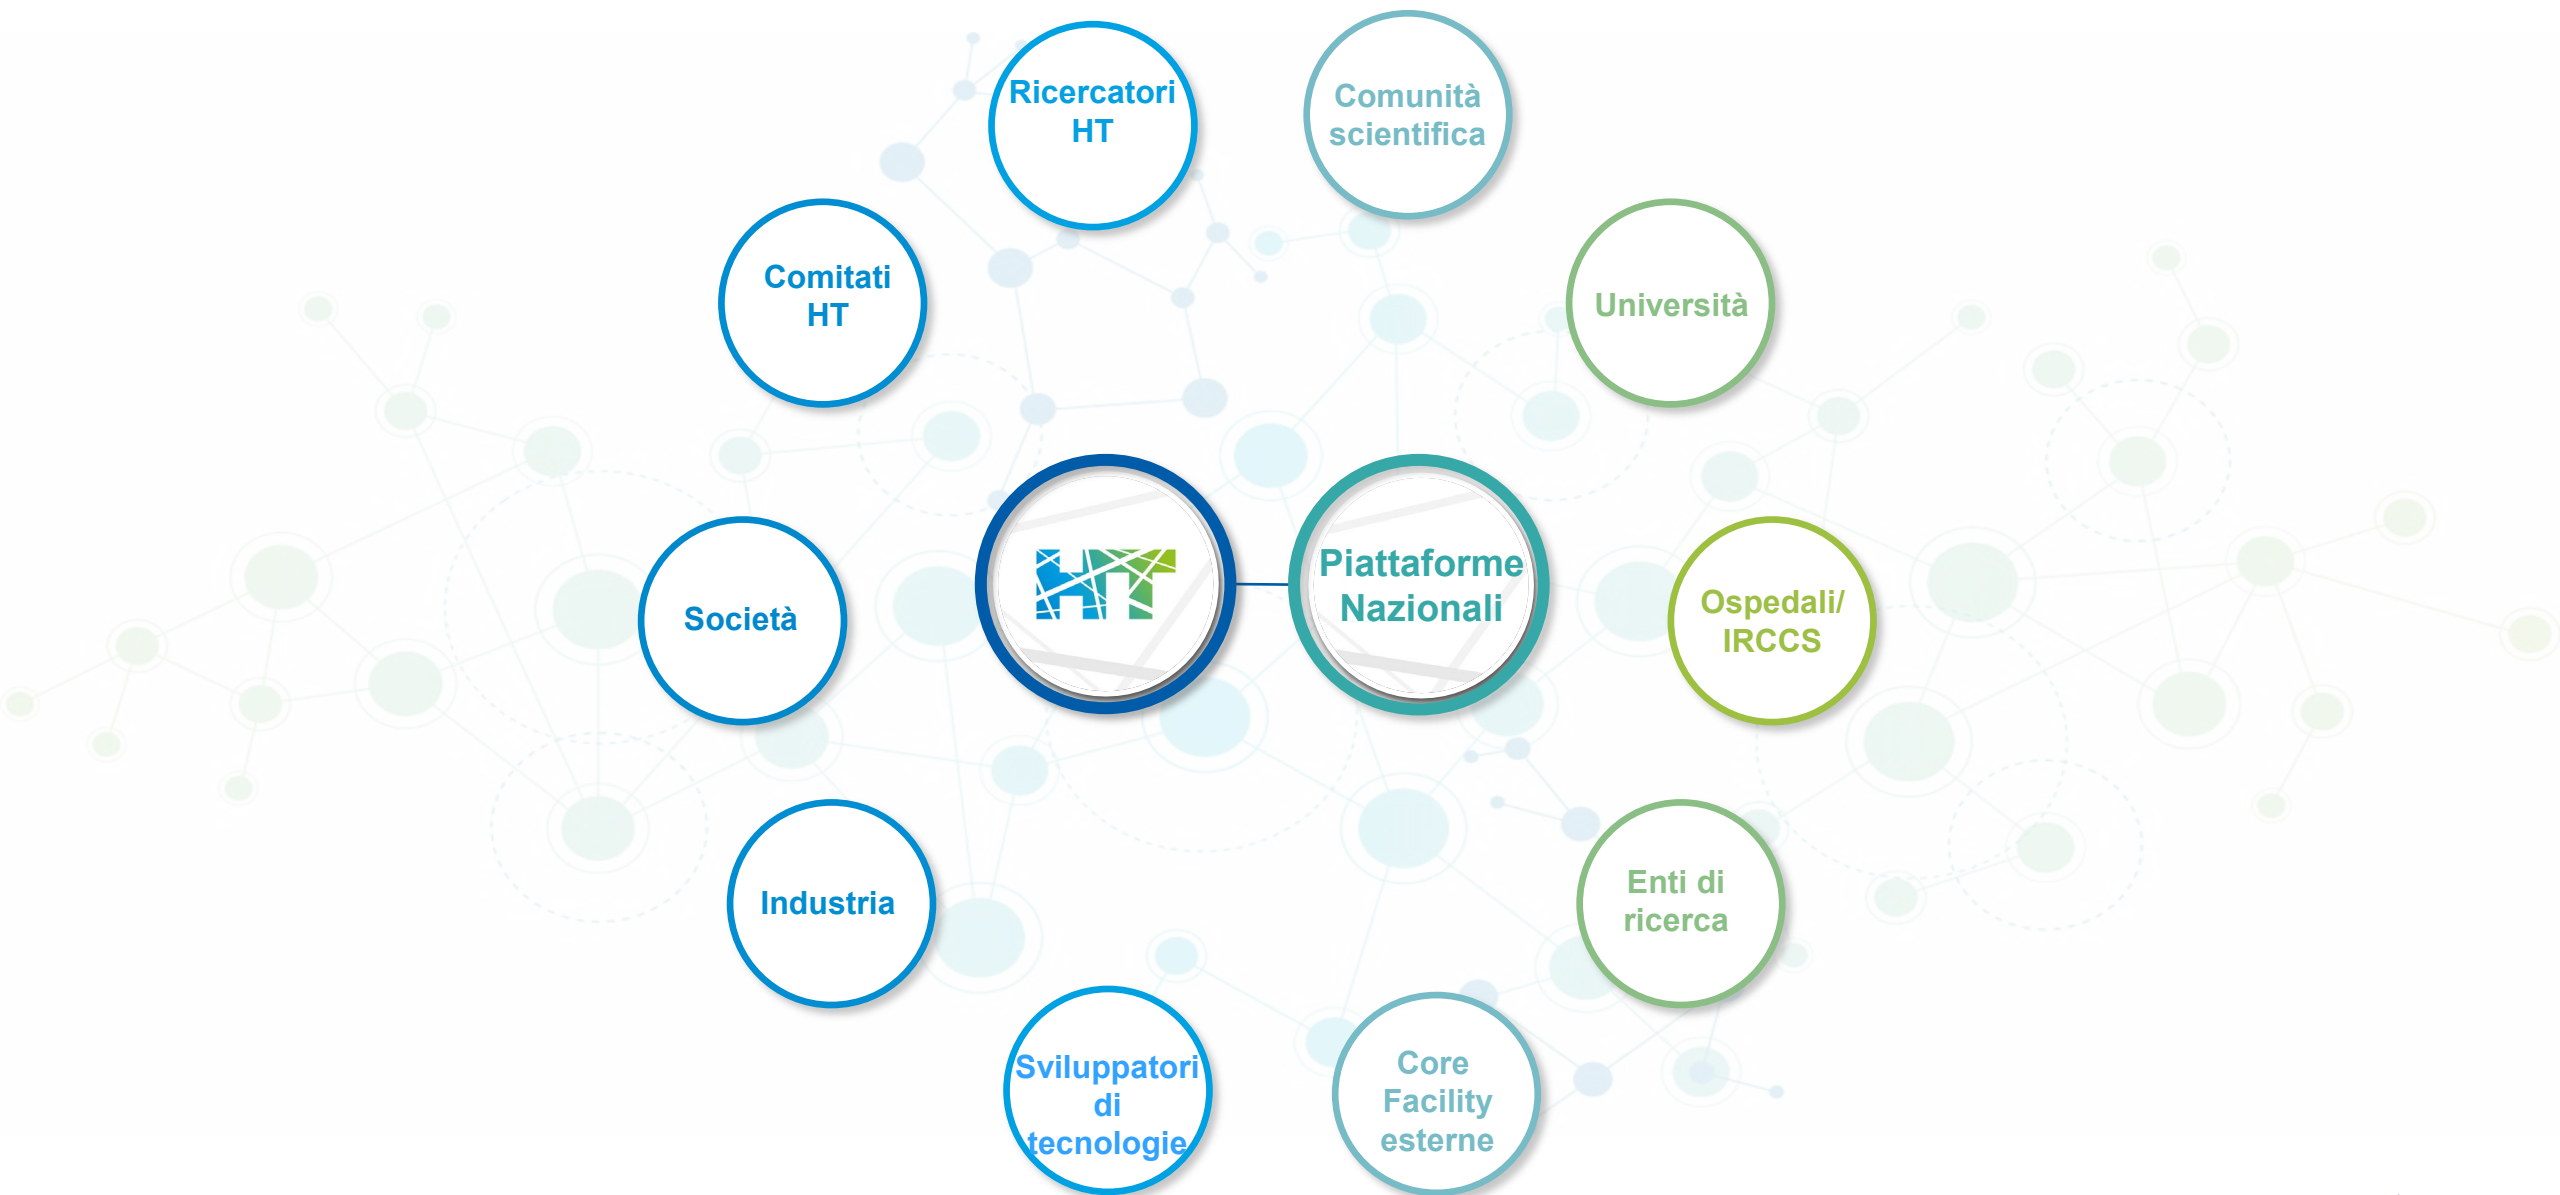 Ricercatori
HT
Comunità
scientifica
Comitati
HT
Università
HT
Piattaforme
Nazionali
Società
Ospedali/
IRCCS
Industria
Enti di
ricerca
Sviluppatori
di
tecnologie
Core
Facility
esterne